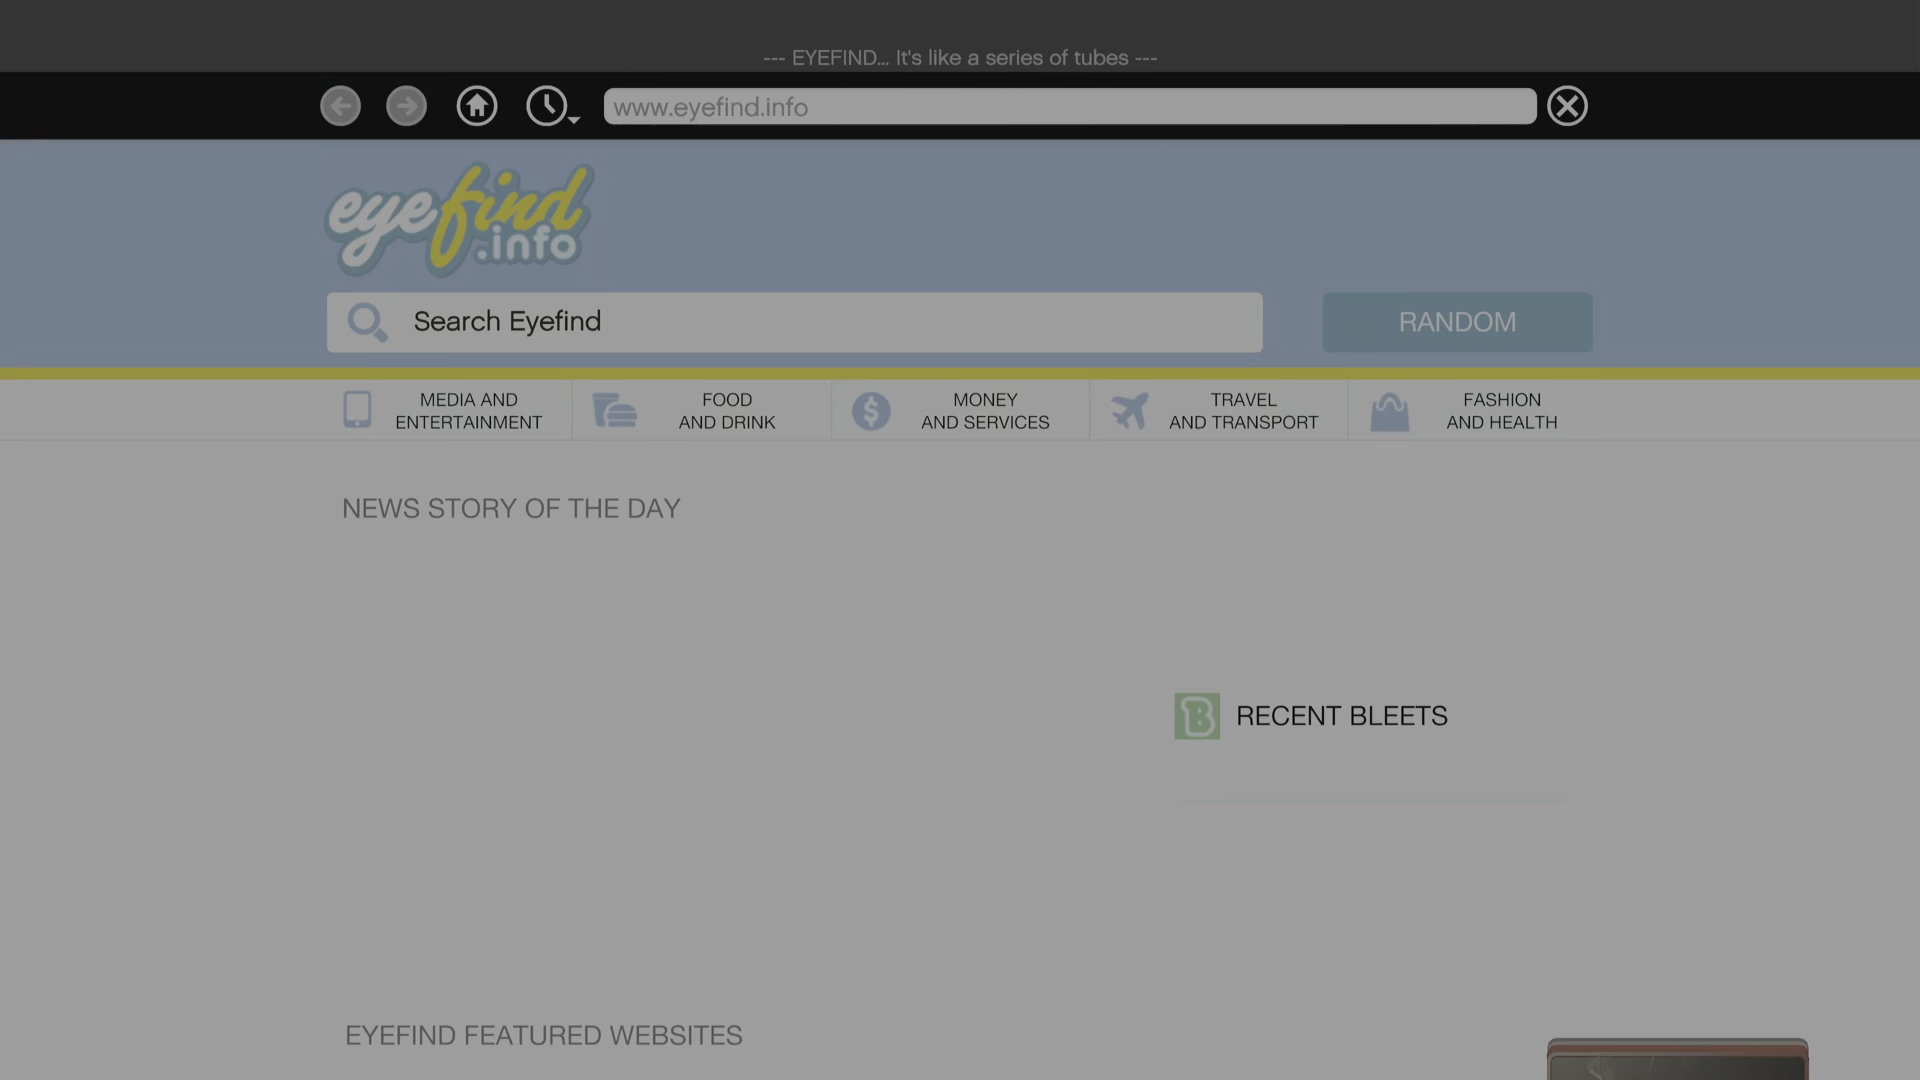 --- EYEFIND... It's like a series of tubes ---
www.eyefind.info
eyefind
.info
Search Eyefind
RANDOM
MEDIA AND
ENTERTAINMENT
FOOD
AND DRINK
MONEY
AND SERVICES
TRAVEL
AND TRANSPORT
FASHION
AND HEALTH
NEWS STORY OF THE DAY
B RECENT BLEETS
EYEFIND FEATURED WEBSITES